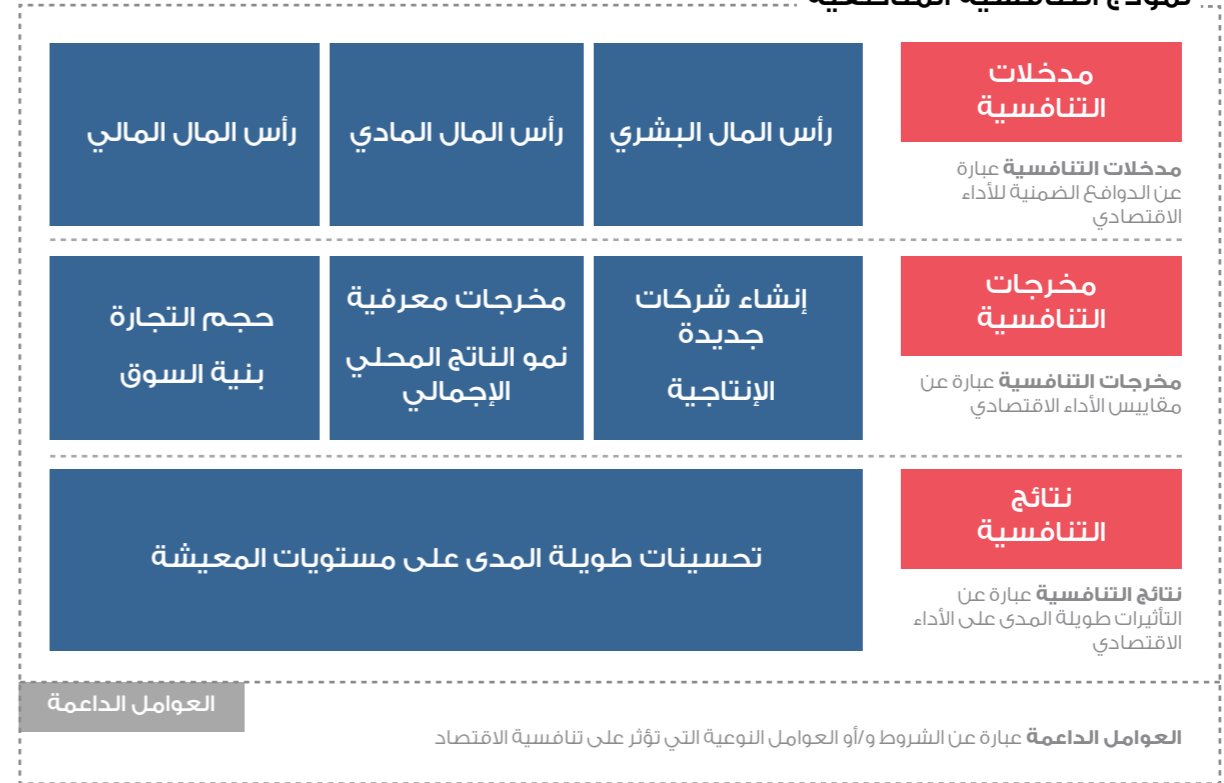 نموذج التنافسية
مدخلات
التنافسية
مدخلات التنافسية عبارة
عن الدوافع الضمنية للأداء
الاقتصادي
رأس المال البشري
رأس المال المادي
رأس المال المالي
مخرجات
التنافسية
مخرجات التنافسية عبارة عن
مقاييس الأداء الاقتصادي
إنشاء شركات
جديدة
الإنتاجية
مخرجات معرفية
نمو الناتج المحلي
الإجمالي
حجم التجارة
بنية السوق
نتائج
التنافسية
نتائج التنافسية عبارة عن
التأثيرات طويلة المدى على الأداء
الاقتصادي
تحسينات طويلة المدى على مستويات المعيشة
العوامل الداعمة
العوامل الداعمة عبارة عن الشروط و/أو العوامل النوعية التي تؤثر على تنافسية الاقتصاد